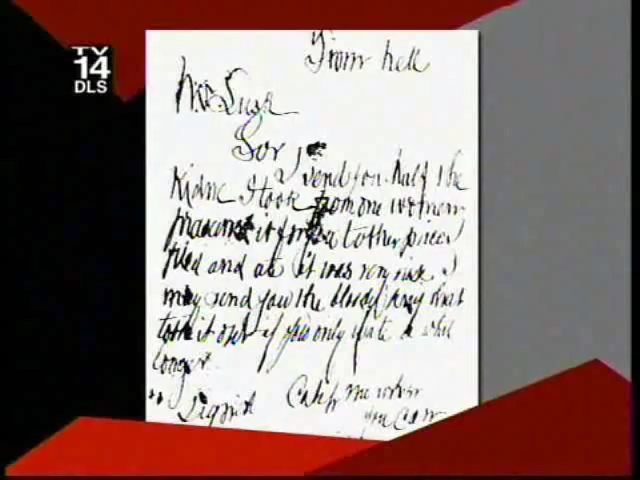 TV
14
DLS
From hell
Mr Lusk
Sor
I send you half the
Kidne I took from one women
prasarved it for you tother piece I
fried and ate it was very nise I
may send you the bloody knif that
took it out if you only wate a whil
longer
Signed
Catch me when
you Can